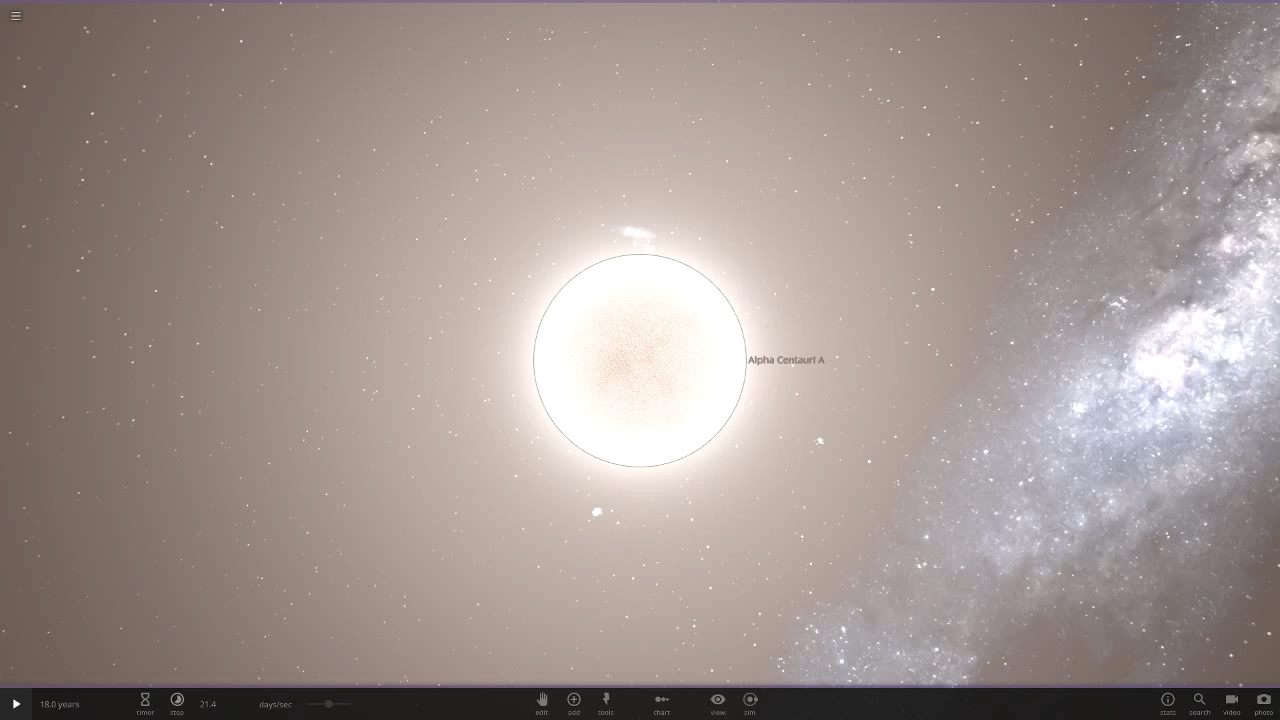 Alpha Centauri A
18.0 years
timer
step
21.4
days/sec
edit
add
tools
chart
view
sim
stats
search
video
photo